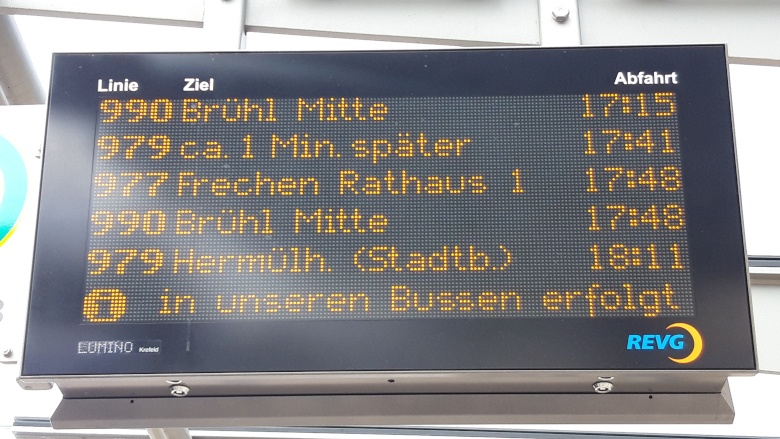 Linie Ziel Abfahrt
990 Brühl Mitte 17:15
979 ca. 1 Min. später 17:41
977 Frechen Rathaus 1 17:48
990 Brühl Mitte 17:48
979 Hermülh. (Stadtb.) 18:11
i in unseren Bussen erfolgt
LUMINO Krefeld REVG